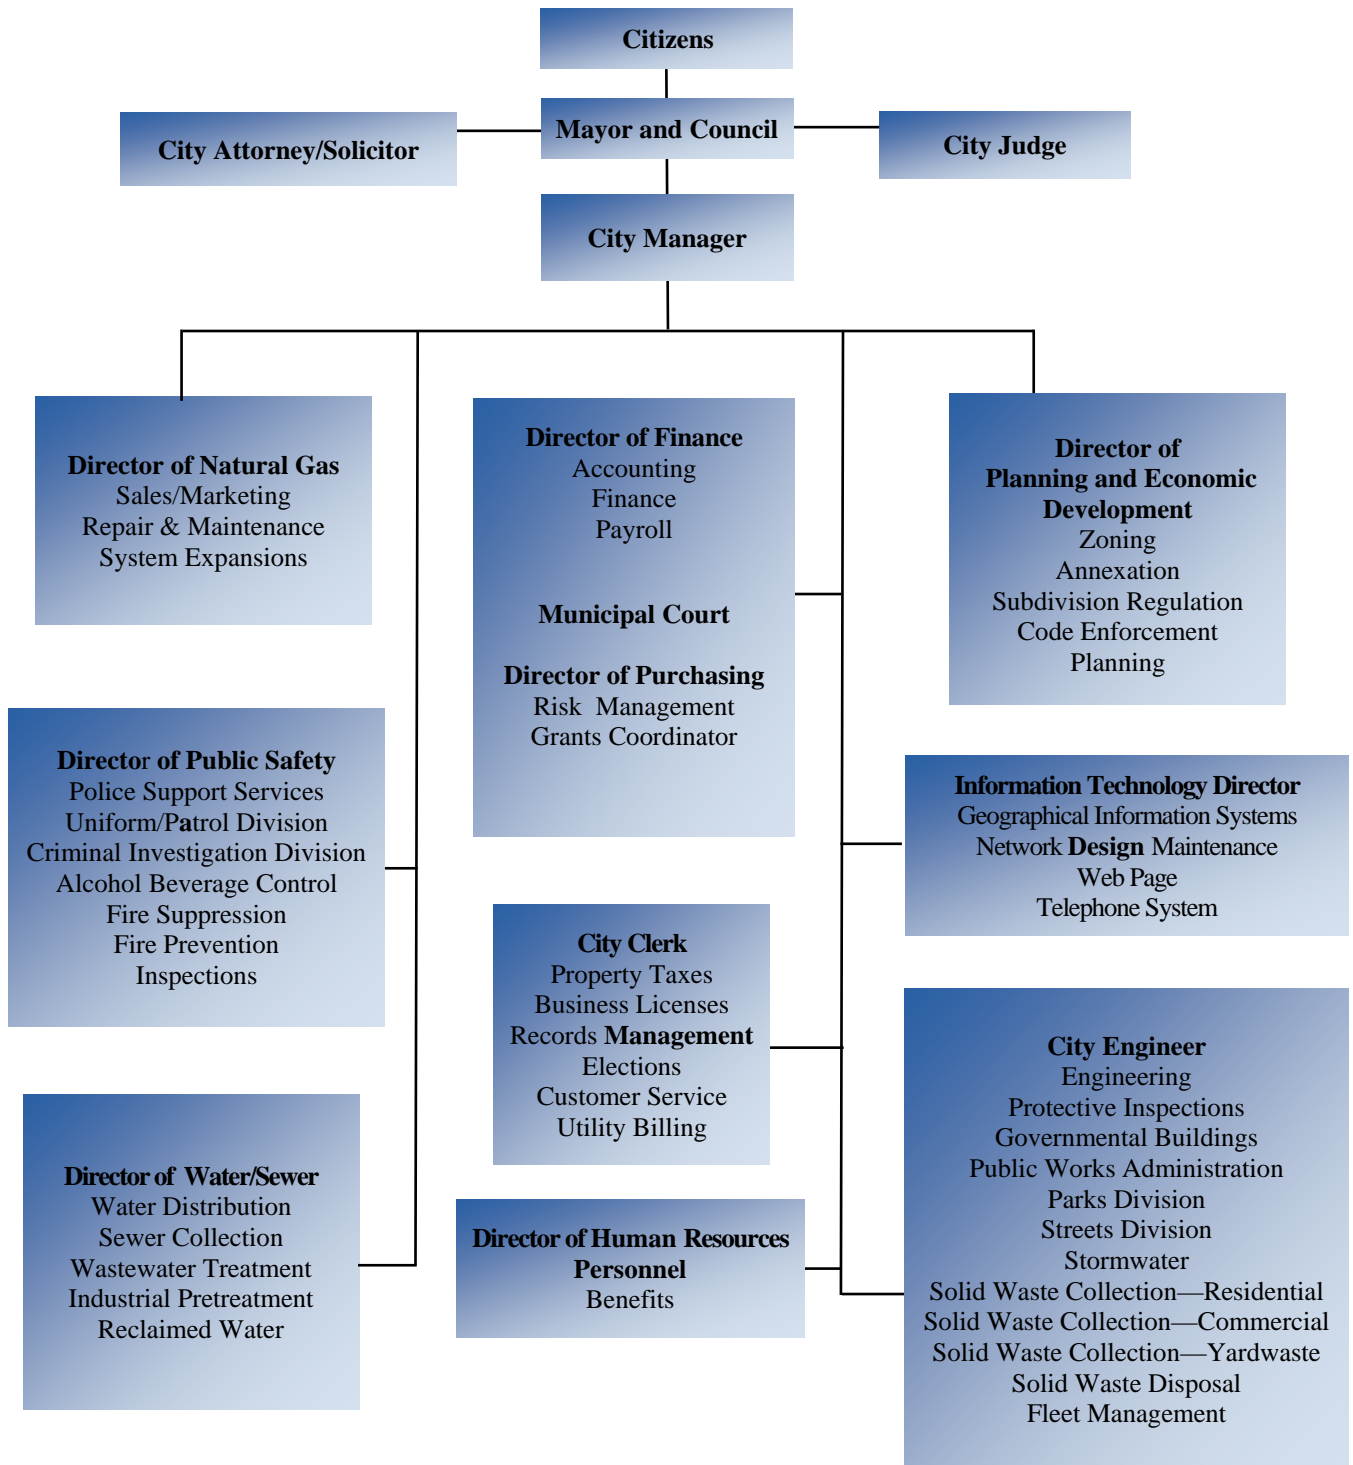 Citizens
Mayor and Council
City Attorney/Solicitor
City Judge
City Manager
Director of Natural Gas
Sales/Marketing
Repair & Maintenance
System Expansions
Director of Finance
Accounting
Finance
Payroll
Municipal Court
Director of Purchasing
Risk Management
Grants Coordinator
Director of
Planning and Economic
Development
Zoning
Annexation
Subdivision Regulation
Code Enforcement
Planning
Director of Public Safety
Police Support Services
Uniform/Patrol Division
Criminal Investigation Division
Alcohol Beverage Control
Fire Suppression
Fire Prevention
Inspections
Information Technology Director
Geographical Information Systems
Network Design Maintenance
Web Page
Telephone System
City Clerk
Property Taxes
Business Licenses
Records Management
Elections
Customer Service
Utility Billing
City Engineer
Engineering
Protective Inspections
Governmental Buildings
Public Works Administration
Parks Division
Streets Division
Stormwater
Solid Waste Collection—Residential
Solid Waste Collection—Commercial
Solid Waste Collection—Yardwaste
Solid Waste Disposal
Fleet Management
Director of Water/Sewer
Water Distribution
Sewer Collection
Wastewater Treatment
Industrial Pretreatment
Reclaimed Water
Director of Human Resources
Personnel
Benefits